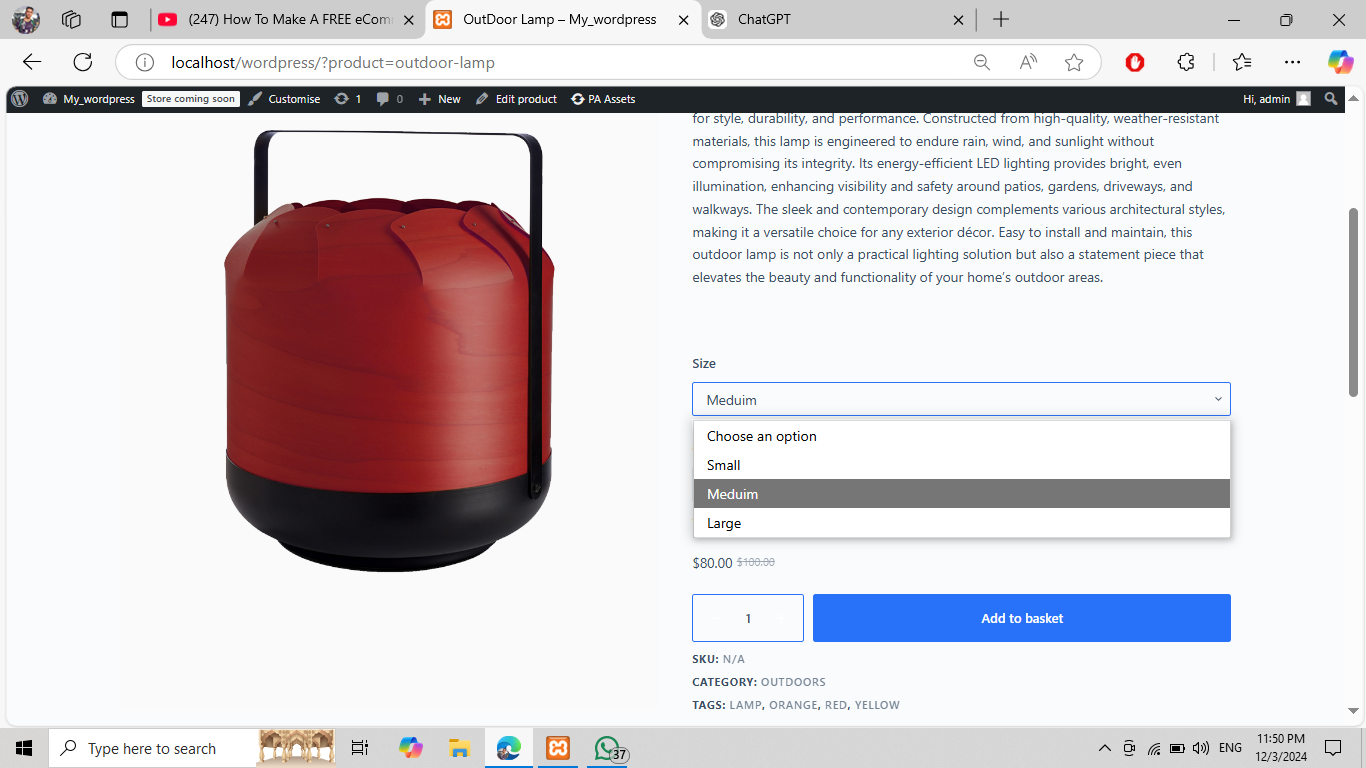 (247) How To Make A FREE eCom
OutDoor Lamp – My_wordpress
ChatGPT
localhost/wordpress/?product=outdoor-lamp
My_wordpress
Store coming soon
Customise
1
0
New
Edit product
PA Assets
Hi, admin
for style, durability, and performance. Constructed from high-quality, weather-resistant
materials, this lamp is engineered to endure rain, wind, and sunlight without
compromising its integrity. Its energy-efficient LED lighting provides bright, even
illumination, enhancing visibility and safety around patios, gardens, driveways, and
walkways. The sleek and contemporary design complements various architectural styles,
making it a versatile choice for any exterior décor. Easy to install and maintain, this
outdoor lamp is not only a practical lighting solution but also a statement piece that
elevates the beauty and functionality of your home’s outdoor areas.
Size
Meduim
Choose an option
Small
Meduim
Large
$80.00 $100.00
1
Add to basket
SKU: N/A
CATEGORY: OUTDOORS
TAGS: LAMP, ORANGE, RED, YELLOW
Type here to search
37
ENG
11:50 PM
12/3/2024